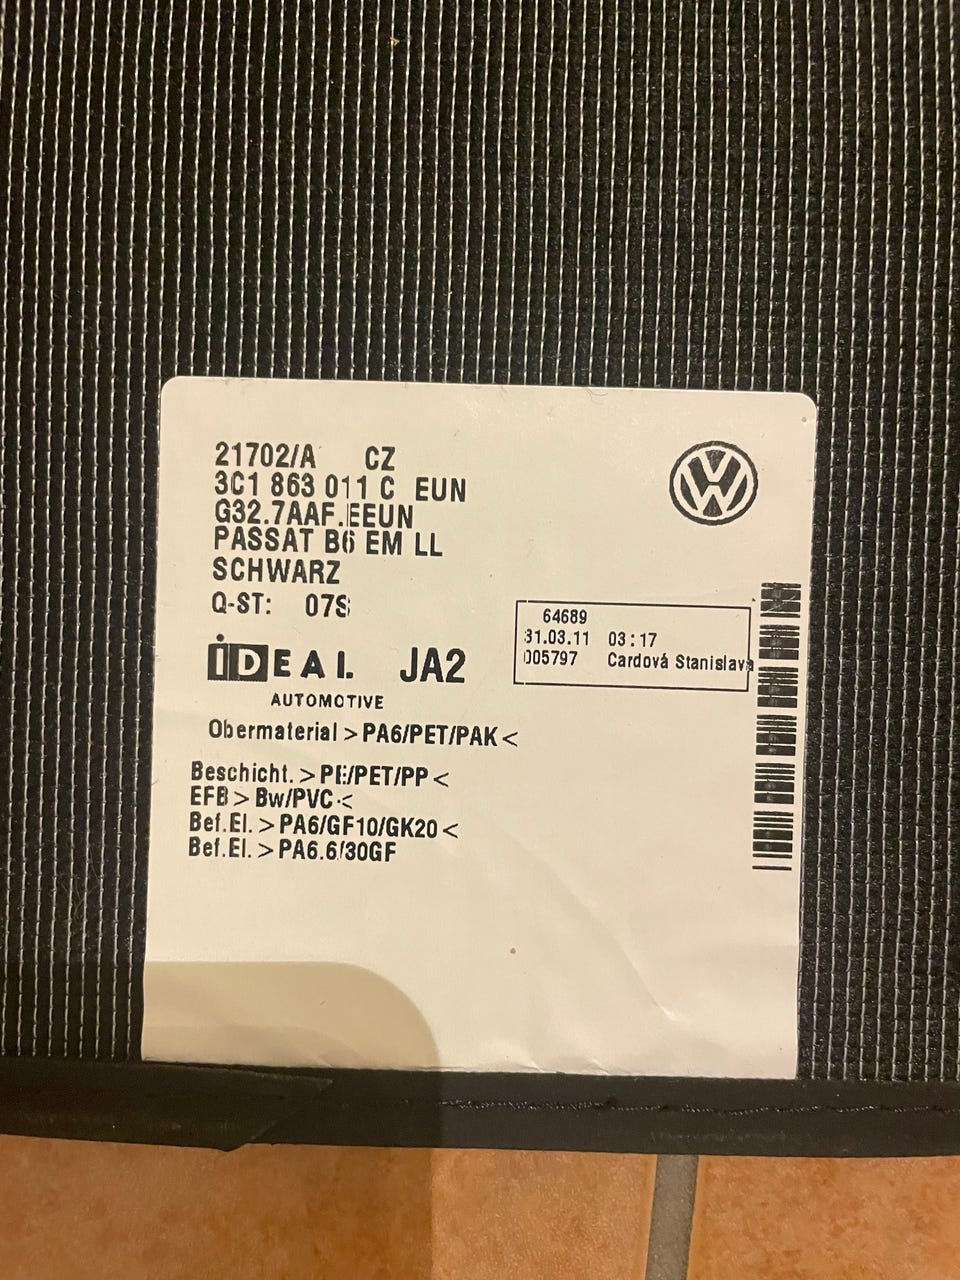 21702/A CZ
3C1 863 011 C EUN
G32.7AAF.EEUN
PASSAT B6 EM LL
SCHWARZ
Q-ST: 07S
64689
31.03.11 03:17
005797 Cardová Stanislava
iDEAL JA2
AUTOMOTIVE
Obermaterial >PA6/PET/PAK<
Beschicht. >PE/PET/PP<
EFB >Bw/PVC<
Bef.El. >PA6/GF10/GK20<
Bef.El. >PA6.6/30GF